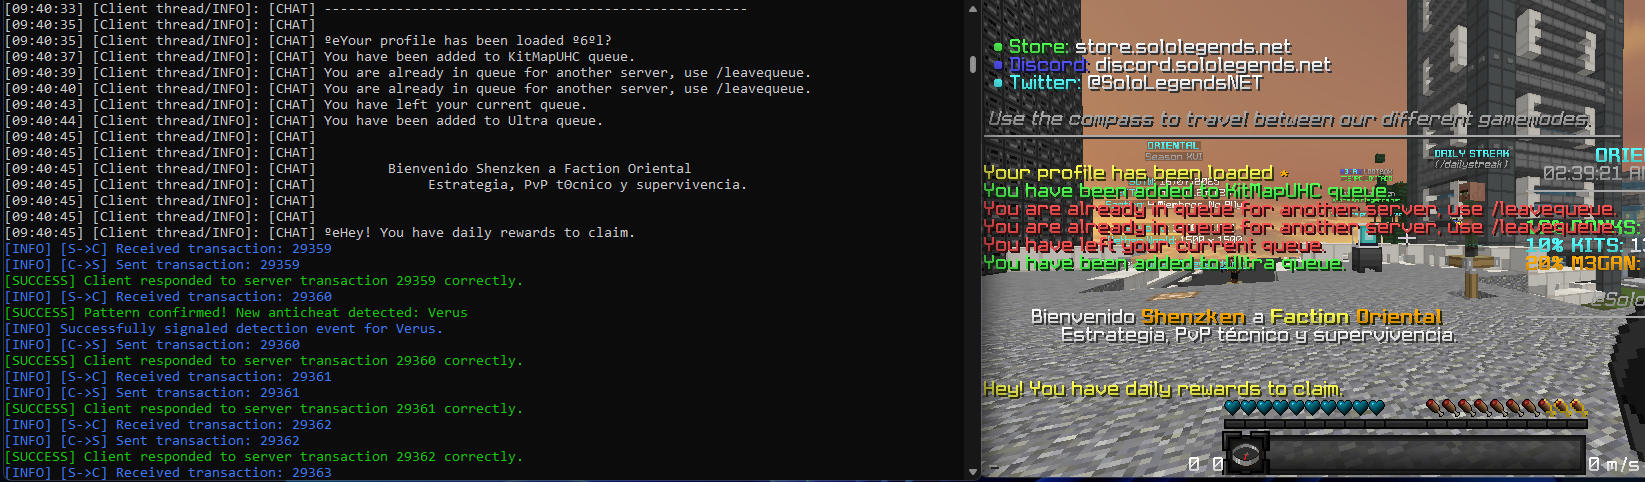 [09:40:33] [Client thread/INFO]: [CHAT] -----------------------------------------------------
[09:40:35] [Client thread/INFO]: [CHAT]
[09:40:35] [Client thread/INFO]: [CHAT] ºeYour profile has been loaded º6ºl?
[09:40:37] [Client thread/INFO]: [CHAT] You have been added to KitMapUHC queue.
[09:40:39] [Client thread/INFO]: [CHAT] You are already in queue for another server, use /leavequeue.
[09:40:40] [Client thread/INFO]: [CHAT] You are already in queue for another server, use /leavequeue.
[09:40:43] [Client thread/INFO]: [CHAT] You have left your current queue.
[09:40:44] [Client thread/INFO]: [CHAT] You have been added to Ultra queue.
[09:40:45] [Client thread/INFO]: [CHAT]
[09:40:45] [Client thread/INFO]: [CHAT]
[09:40:45] [Client thread/INFO]: [CHAT] Bienvenido Shenzken a Faction Oriental
[09:40:45] [Client thread/INFO]: [CHAT] Estrategia, PvP tΘcnico y supervivencia.
[09:40:45] [Client thread/INFO]: [CHAT]
[09:40:45] [Client thread/INFO]: [CHAT]
[09:40:45] [Client thread/INFO]: [CHAT] ºeHey! You have daily rewards to claim.
[INFO] [S->C] Received transaction: 29359
[INFO] [C->S] Sent transaction: 29359
[SUCCESS] Client responded to server transaction 29359 correctly.
[INFO] [S->C] Received transaction: 29360
[SUCCESS] Pattern confirmed! New anticheat detected: Verus
[INFO] Successfully signaled detection event for Verus.
[INFO] [C->S] Sent transaction: 29360
[SUCCESS] Client responded to server transaction 29360 correctly.
[INFO] [S->C] Received transaction: 29361
[INFO] [C->S] Sent transaction: 29361
[SUCCESS] Client responded to server transaction 29361 correctly.
[INFO] [S->C] Received transaction: 29362
[INFO] [C->S] Sent transaction: 29362
[SUCCESS] Client responded to server transaction 29362 correctly.
[INFO] [S->C] Received transaction: 29363
Store: store.sololegends.net
Discord: discord.sololegends.net
Twitter: @SoloLegendsNET
Use the compass to travel between our different gamemodes.
ORIENTAL
Season XVI
DAILY STREAK
(/dailystreak)
ORIE
02:39:21 AM
Your profile has been loaded ★
You have been added to KitMapUHC queue.
You are already in queue for another server, use /leavequeue.
You are already in queue for another server, use /leavequeue.
You have left your current queue.
You have been added to Ultra queue.
RANKS:
10% KITS: 1
20% M3GAN:
@Solo
Bienvenido Shenzken a Faction Oriental
Estrategia, PvP técnico y supervivencia.
Hey! You have daily rewards to claim.
0 0
0 m/s